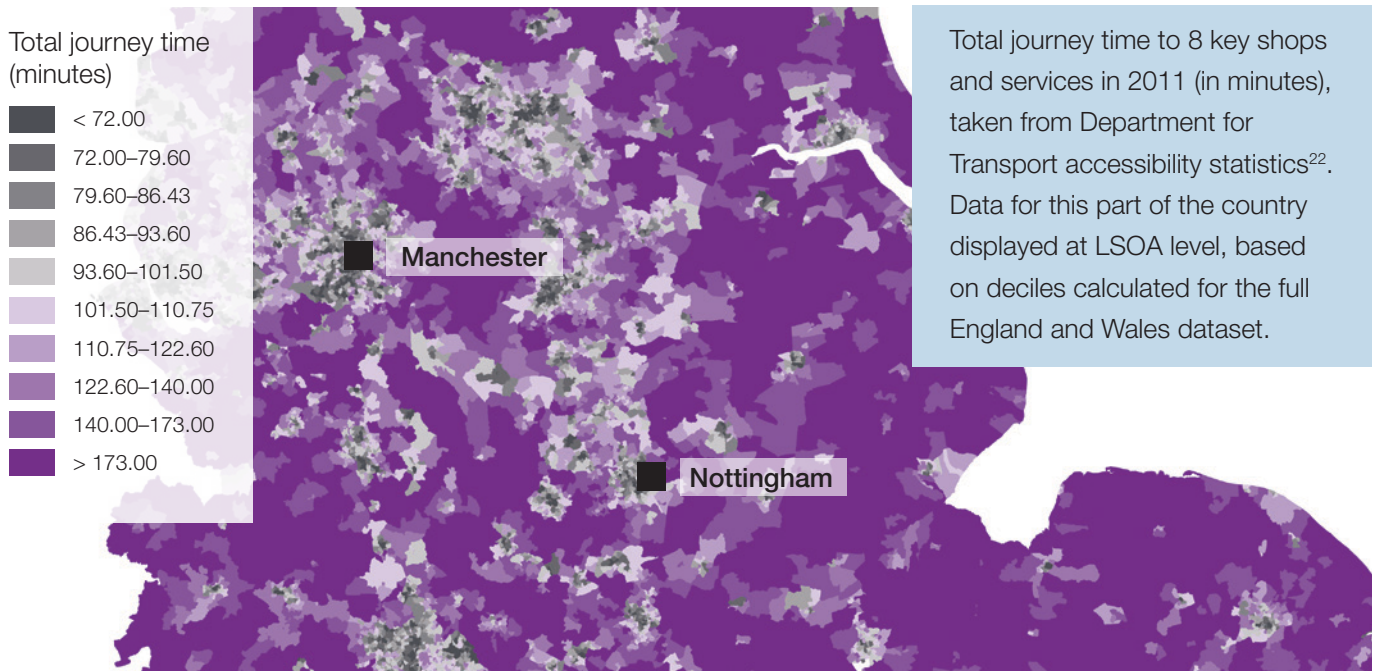 Total journey time
(minutes)
< 72.00
72.00–79.60
79.60–86.43
86.43–93.60
93.60–101.50
101.50–110.75
110.75–122.60
122.60–140.00
140.00–173.00
> 173.00
Manchester
Nottingham
Total journey time to 8 key shops
and services in 2011 (in minutes),
taken from Department for
Transport accessibility statistics²².
Data for this part of the country
displayed at LSOA level, based
on deciles calculated for the full
England and Wales dataset.